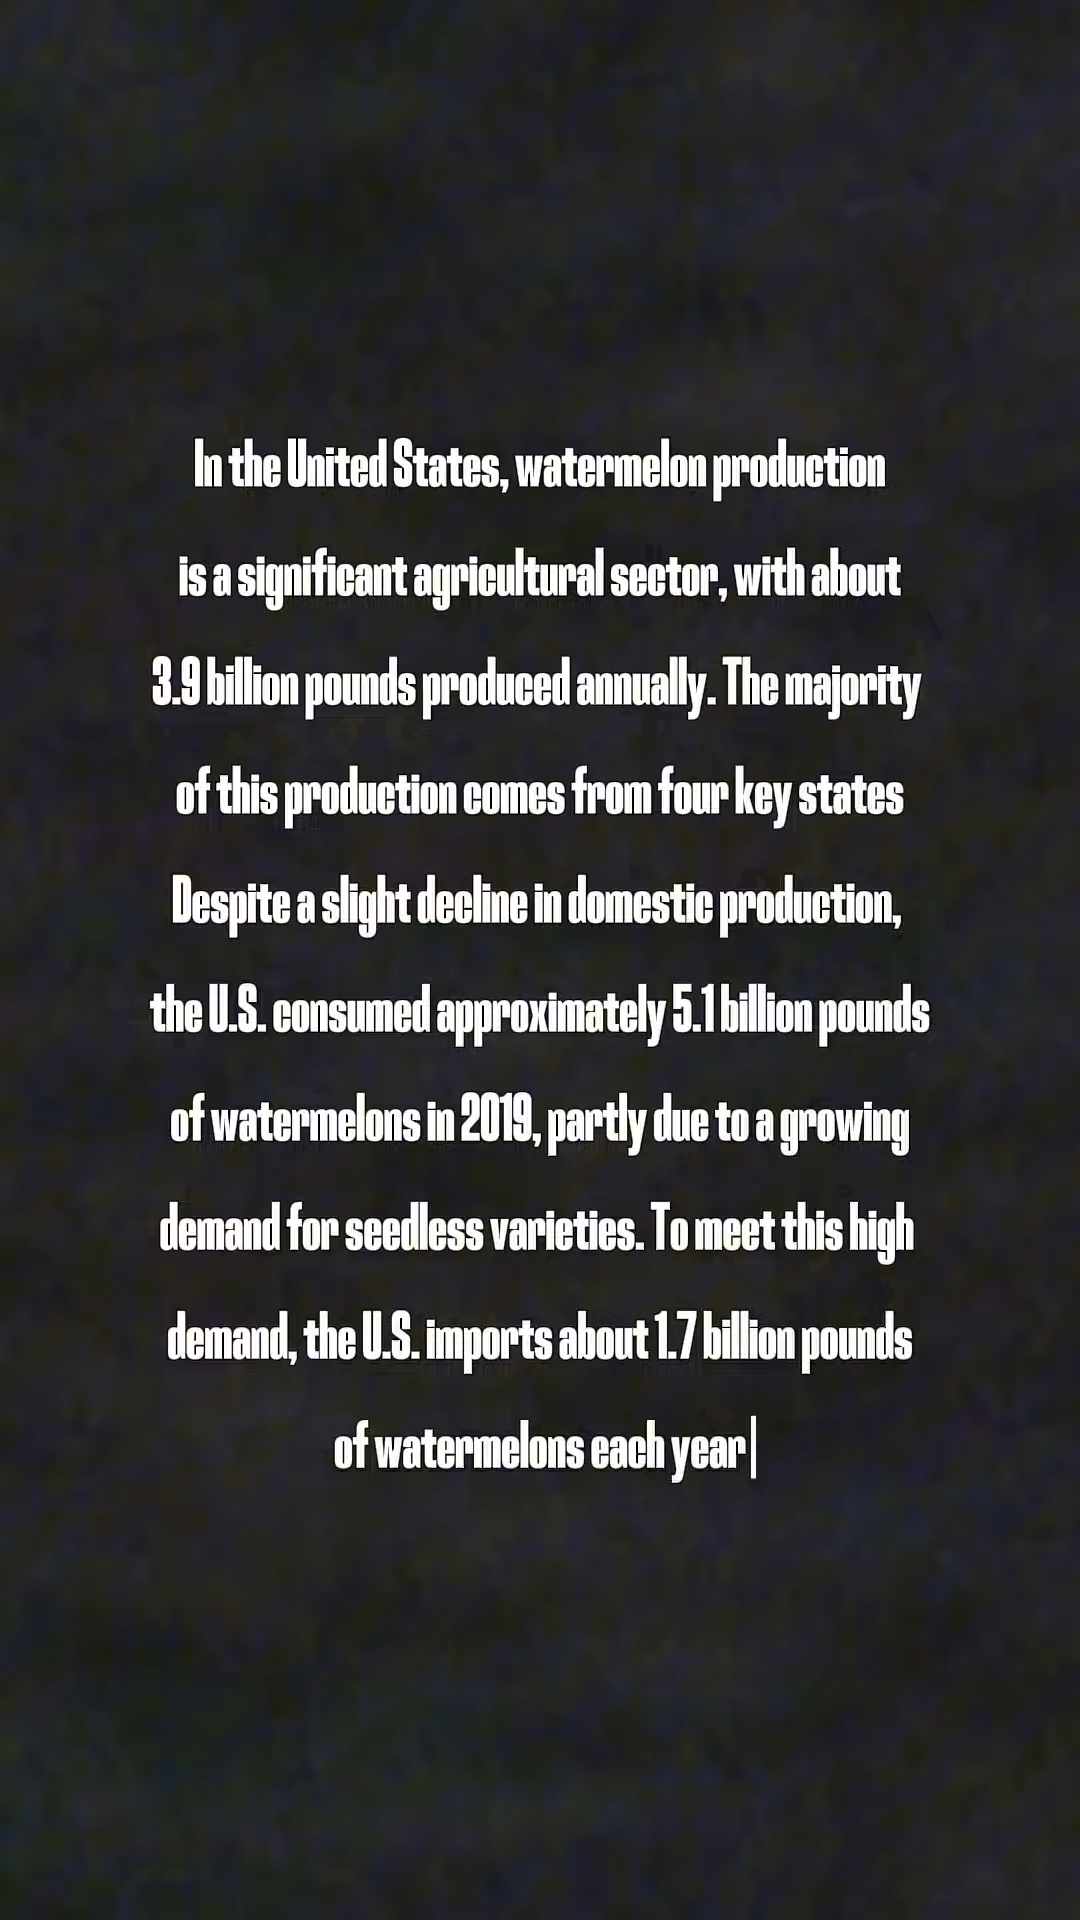 In the United States, watermelon production
is a significant agricultural sector, with about
3.9 billion pounds produced annually. The majority
of this production comes from four key states
Despite a slight decline in domestic production,
the U.S. consumed approximately 5.1 billion pounds
of watermelons in 2019, partly due to a growing
demand for seedless varieties. To meet this high
demand, the U.S. imports about 1.7 billion pounds
of watermelons each year|